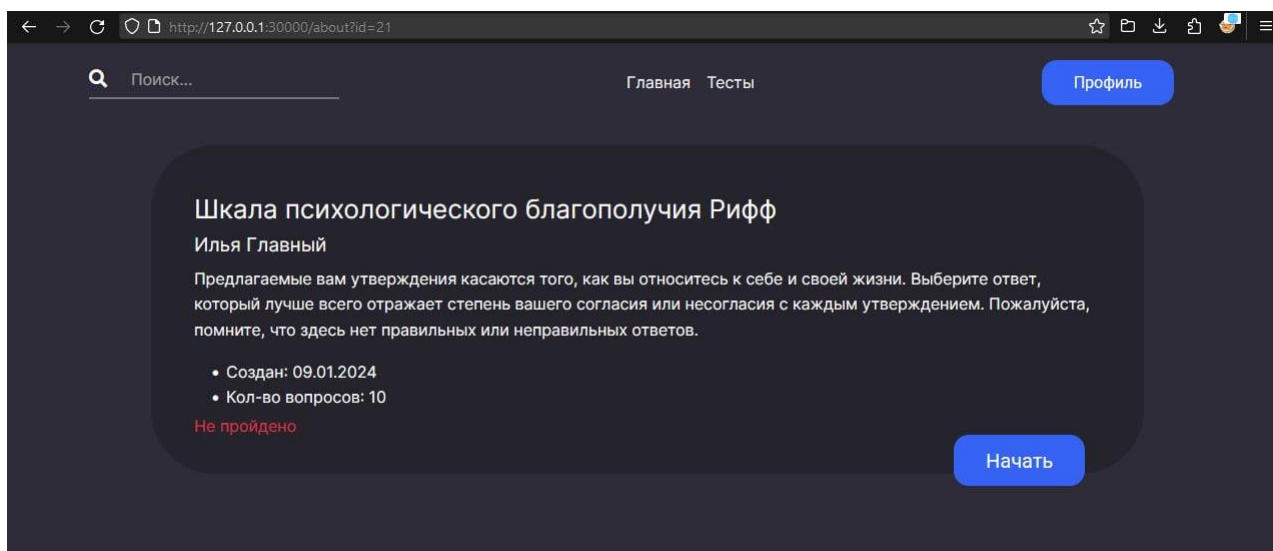 http://127.0.0.1:30000/about?id=21
Поиск...
Главная Тесты
Профиль
Шкала психологического благополучия Рифф
Илья Главный
Предлагаемые вам утверждения касаются того, как вы относитесь к себе и своей жизни. Выберите ответ,
который лучше всего отражает степень вашего согласия или несогласия с каждым утверждением. Пожалуйста,
помните, что здесь нет правильных или неправильных ответов.
• Создан: 09.01.2024
• Кол-во вопросов: 10
Не пройдено
Начать